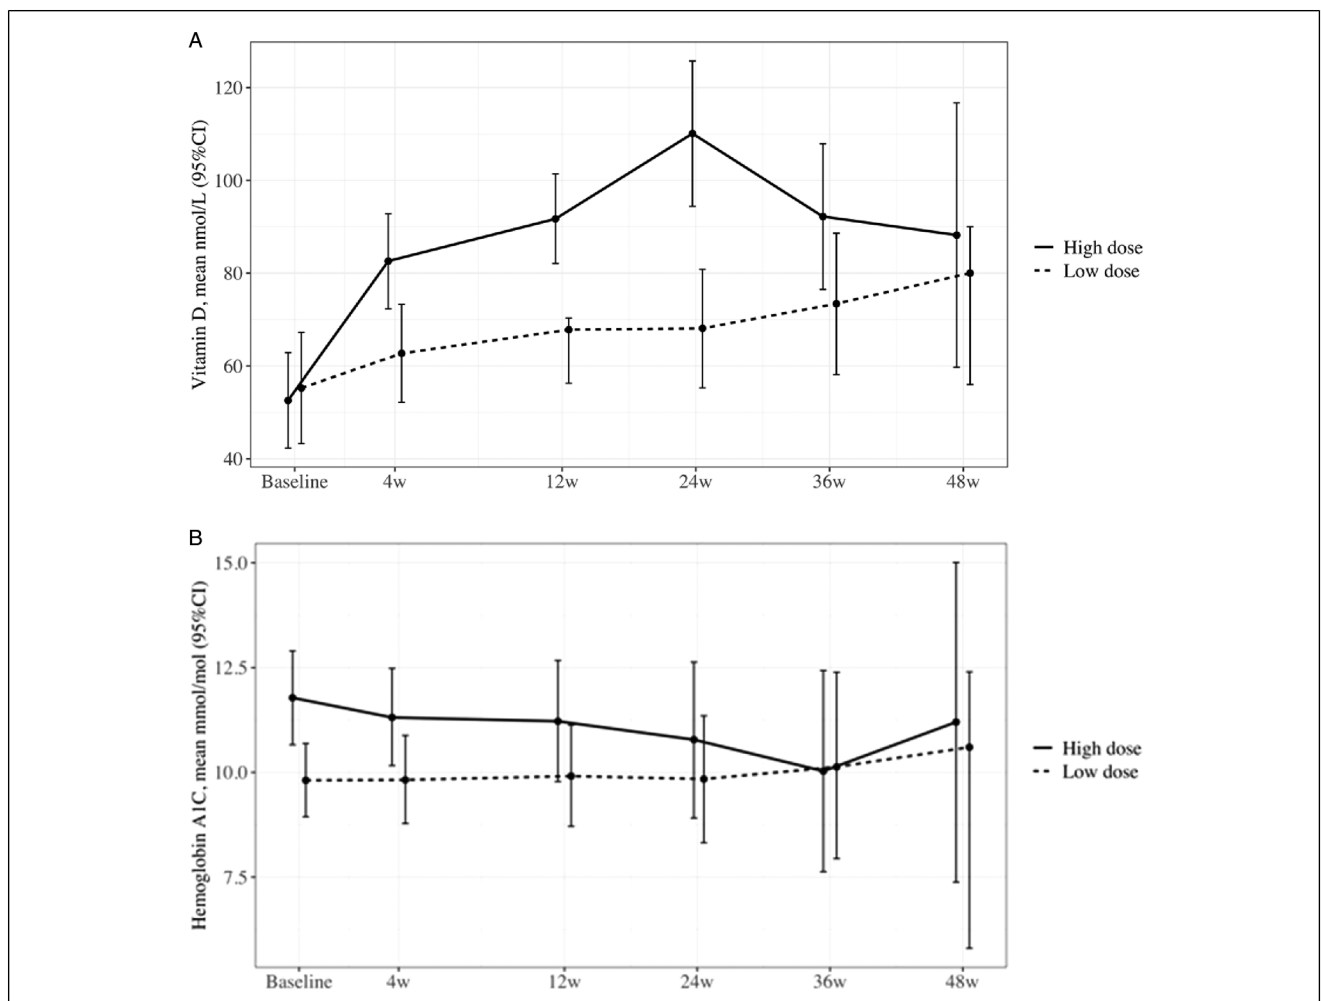 A
Vitamin D, mean nmol/L (95%CI)
120
100
80
60
40
Baseline 4w 12w 24w 36w 48w
High dose
Low dose
B
Hemoglobin A1C, mean mmol/mol (95%CI)
15.0
12.5
10.0
7.5
Baseline 4w 12w 24w 36w 48w
High dose
Low dose